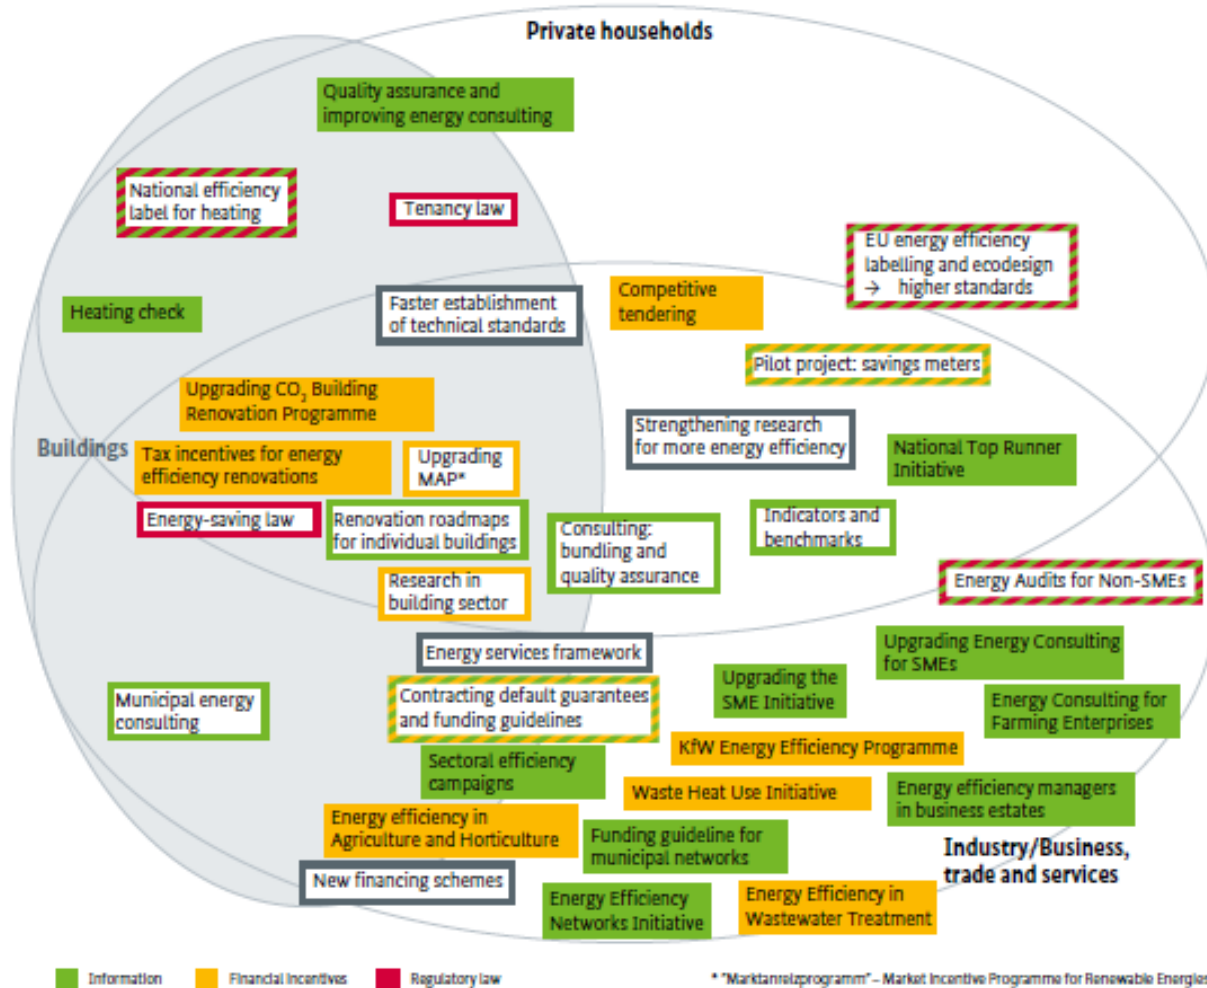 Private households
Quality assurance and
improving energy consulting
National efficiency
label for heating
Tenancy law
EU energy efficiency
labelling and ecodesign
→ higher standards
Heating check
Faster establishment
of technical standards
Competitive
tendering
Pilot project: savings meters
Upgrading CO₂ Building
Renovation Programme
Buildings
Tax incentives for energy
efficiency renovations
Upgrading
MAP*
Strengthening research
for more energy efficiency
National Top Runner
Initiative
Energy-saving law
Renovation roadmaps
for individual buildings
Consulting:
bundling and
quality assurance
Indicators and
benchmarks
Research in
building sector
Energy Audits for Non-SMEs
Energy services framework
Upgrading Energy Consulting
for SMEs
Municipal energy
consulting
Contracting default guarantees
and funding guidelines
Upgrading the
SME Initiative
Energy Consulting for
Farming Enterprises
KfW Energy Efficiency Programme
Sectoral efficiency
campaigns
Waste Heat Use Initiative
Energy efficiency managers
in business estates
Energy efficiency in
Agriculture and Horticulture
Funding guideline for
municipal networks
Industry/Business,
trade and services
New financing schemes
Energy Efficiency
Networks Initiative
Energy Efficiency in
Wastewater Treatment
Information
Financial Incentives
Regulatory law
* "Marktanreizprogramm" – Market Incentive Programme for Renewable Energies